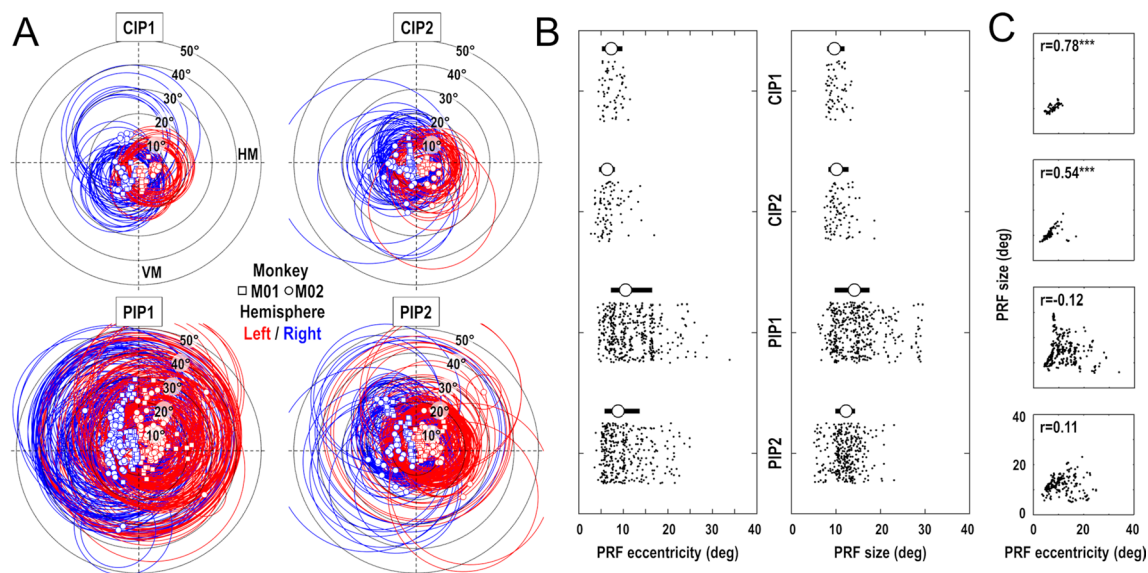 A
CIP1
50°
40°
30°
20°
10°
HM
VM
CIP2
50°
40°
30°
20°
10°
Monkey
M01 M02
Hemisphere
Left / Right
PIP1
50°
40°
30°
20°
10°
PIP2
50°
40°
30°
20°
10°
B
CIP1
CIP2
PIP1
PIP2
0 10 20 30 40
PRF eccentricity (deg)
0 10 20 30 40
PRF size (deg)
C
r=0.78***
r=0.54***
r=-0.12
r=0.11
PRF size (deg)
40
20
0
0 20 40
PRF eccentricity (deg)